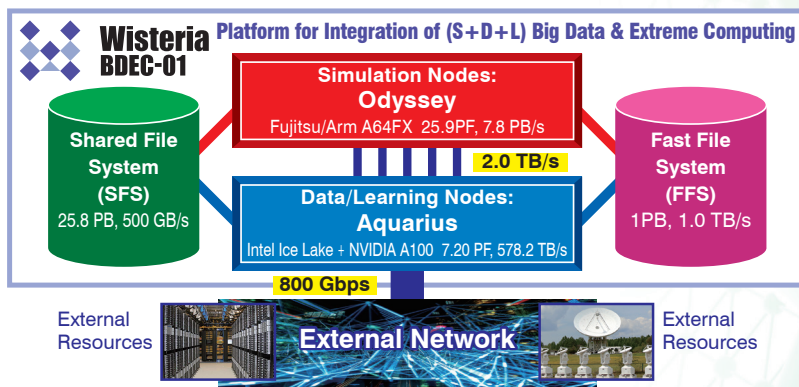 Wisteria
BDEC-01
Platform for Integration of (S+D+L) Big Data & Extreme Computing
Simulation Nodes:
Odyssey
Fujitsu/Arm A64FX 25.9PF, 7.8 PB/s
Shared File
System
(SFS)
25.8 PB, 500 GB/s
2.0 TB/s
Fast File
System
(FFS)
1PB, 1.0 TB/s
Data/Learning Nodes:
Aquarius
Intel Ice Lake + NVIDIA A100 7.20 PF, 578.2 TB/s
800 Gbps
External
Resources
External Network
External
Resources